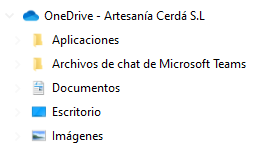 OneDrive - Artesanía Cerdá S.L
Aplicaciones
Archivos de chat de Microsoft Teams
Documentos
Escritorio
Imágenes